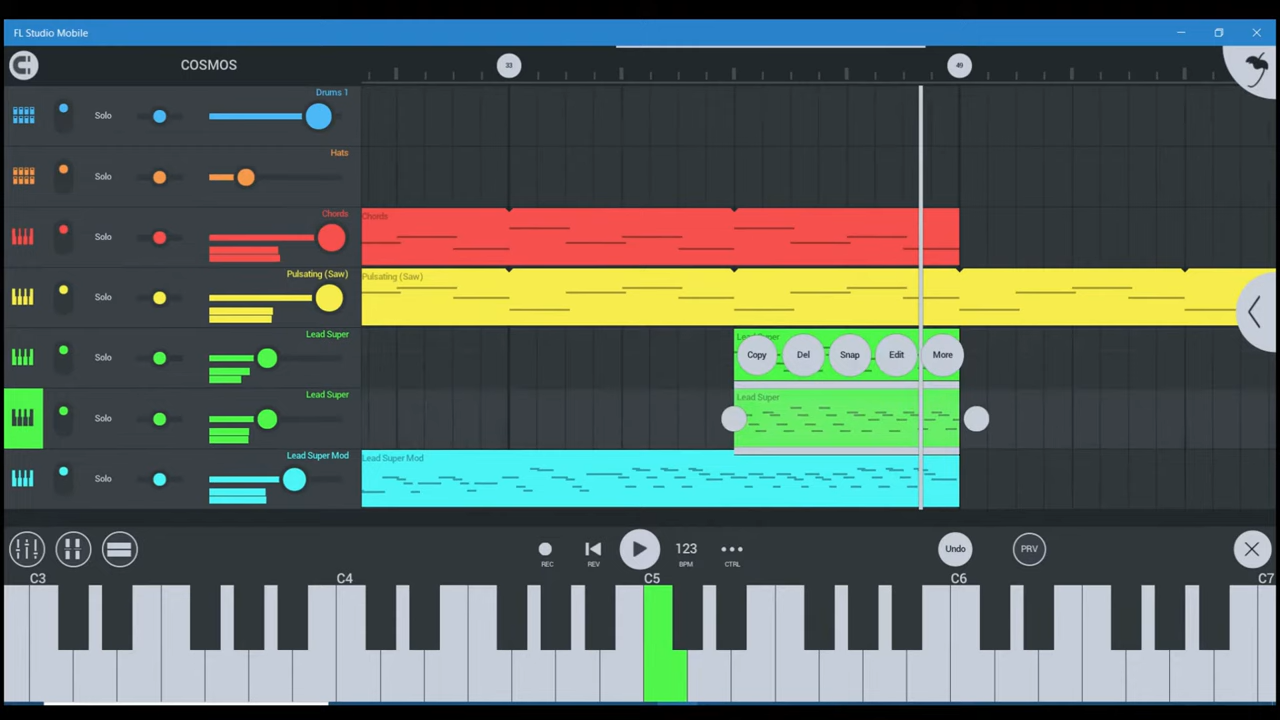 FL Studio Mobile
COSMOS
33
49
Drums 1
Solo
Hats
Solo
Chords
Solo
Chords
Pulsating (Saw)
Solo
Pulsating (Saw)
Lead Super
Solo
Lead Super
Copy Del Snap Edit More
Lead Super
Solo
Lead Super
Lead Super Mod
Solo
Lead Super Mod
123
Undo
PRV
REC REV BPM CTRL
C3 C4 C5 C6 C7